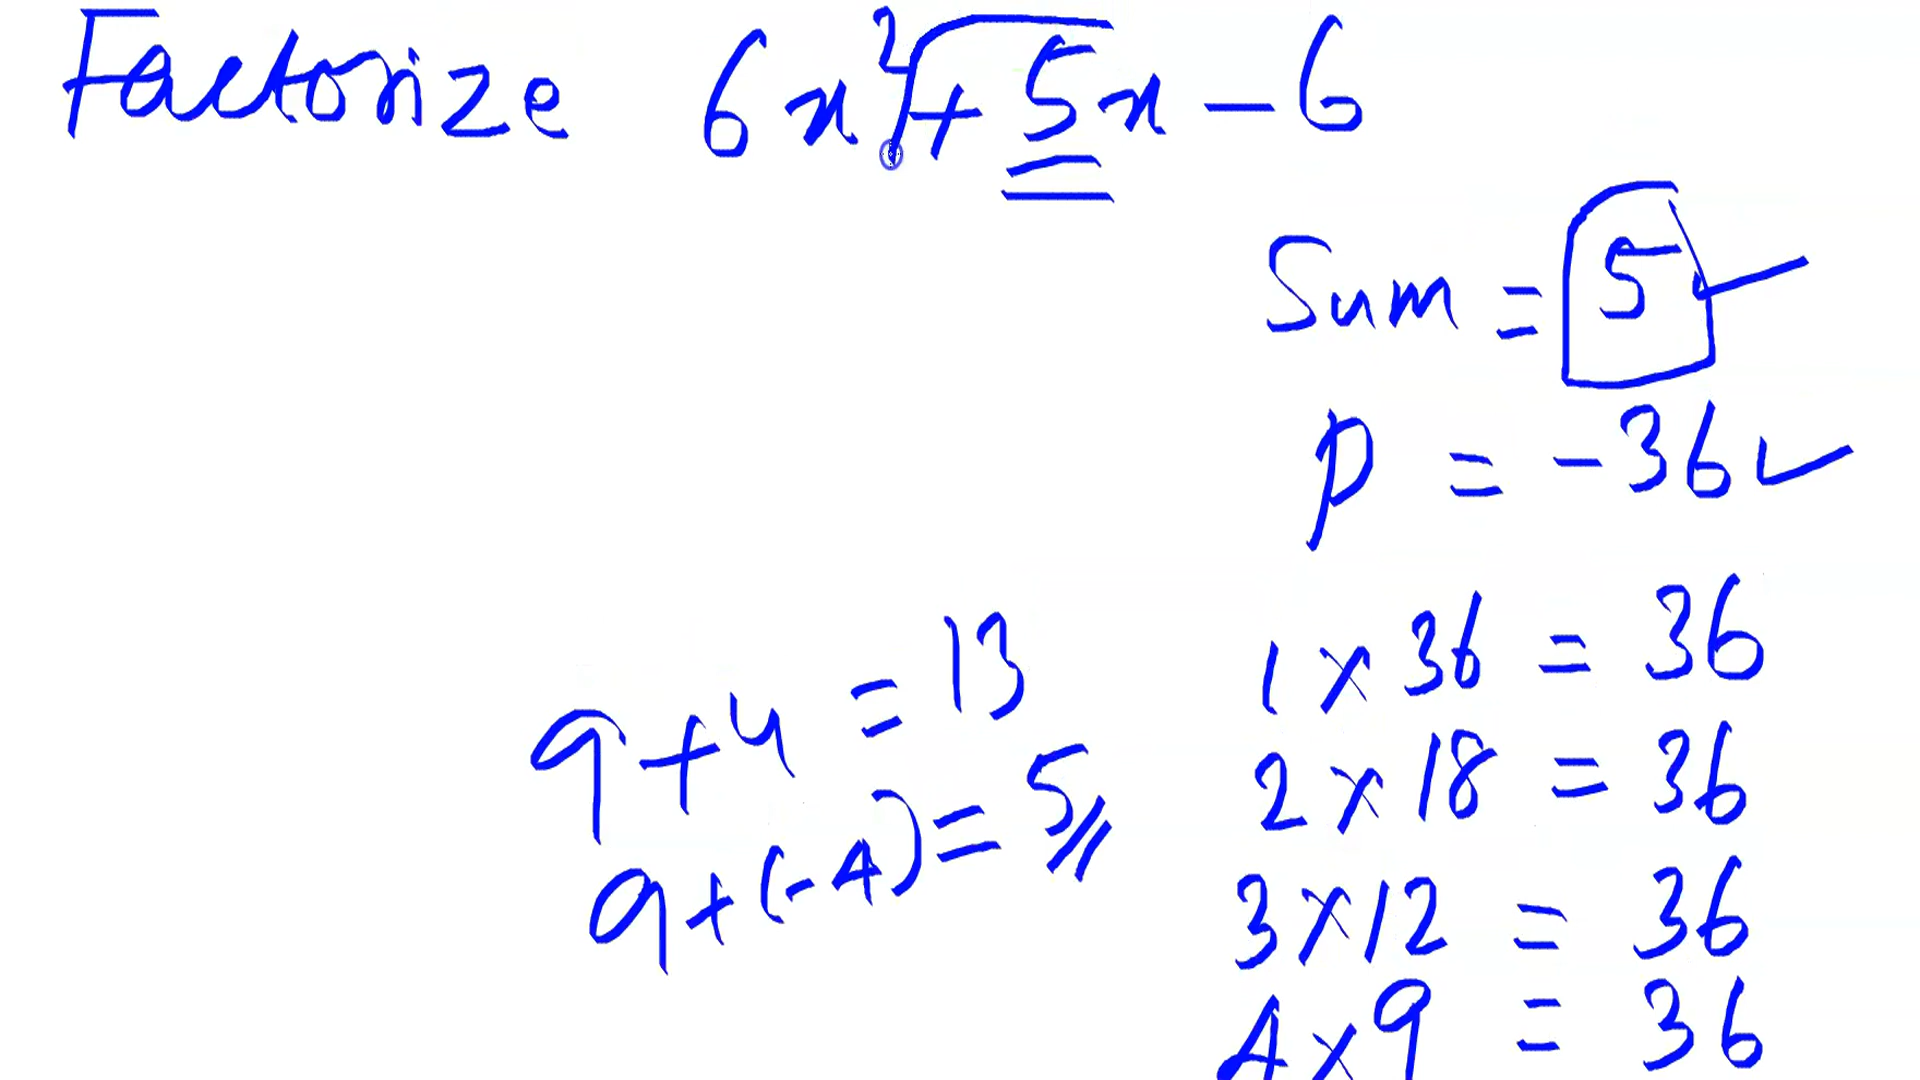 Factorize 6x² + 5x - 6
Sum = 5
P = -36
1 x 36 = 36
2 x 18 = 36
3 x 12 = 36
4 x 9 = 36
9 + 4 = 13
9 + (-4) = 5